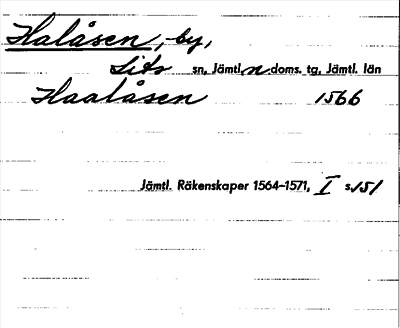 Halåsen, by,
Lits sn, Jämtl. n doms. tg, Jämtl. län
Haalåsen 1566
Jämtl. Räkenskaper 1564–1571, I s. 151